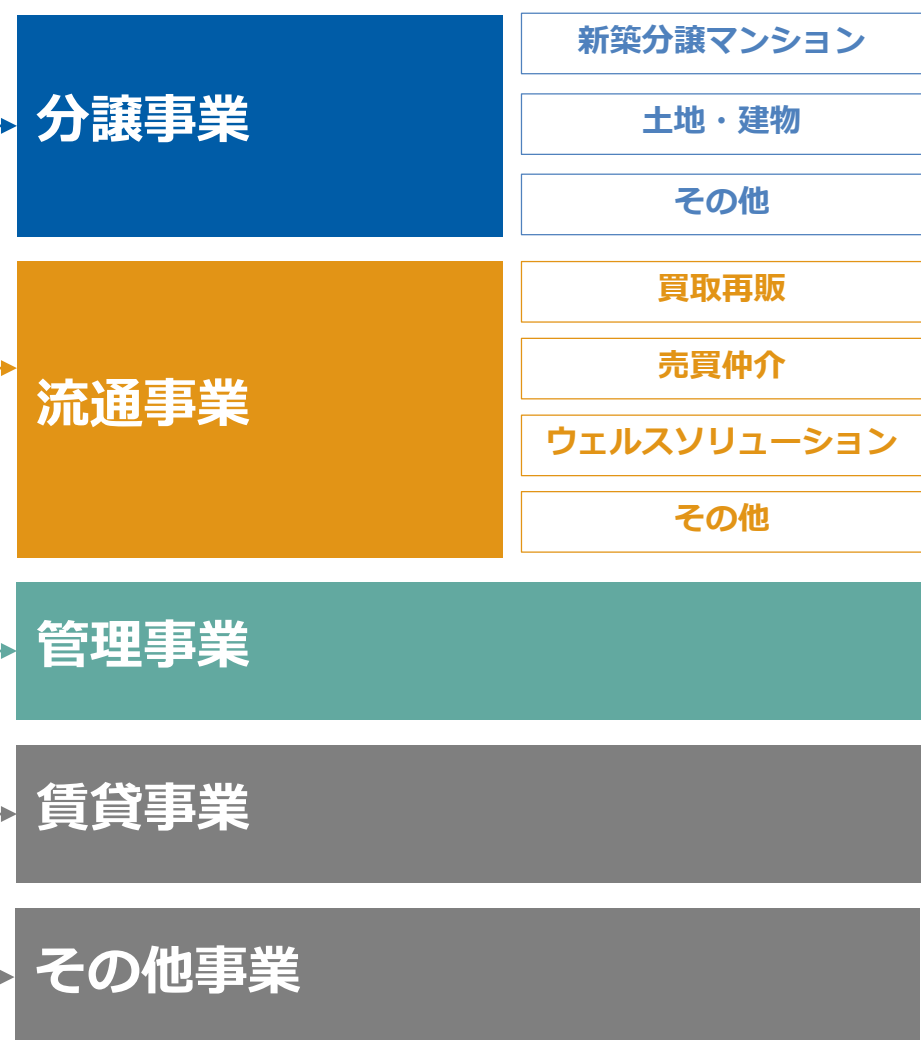 分譲事業
新築分譲マンション
土地・建物
その他
流通事業
買取再販
売買仲介
ウェルスソリューション
その他
管理事業
賃貸事業
その他事業